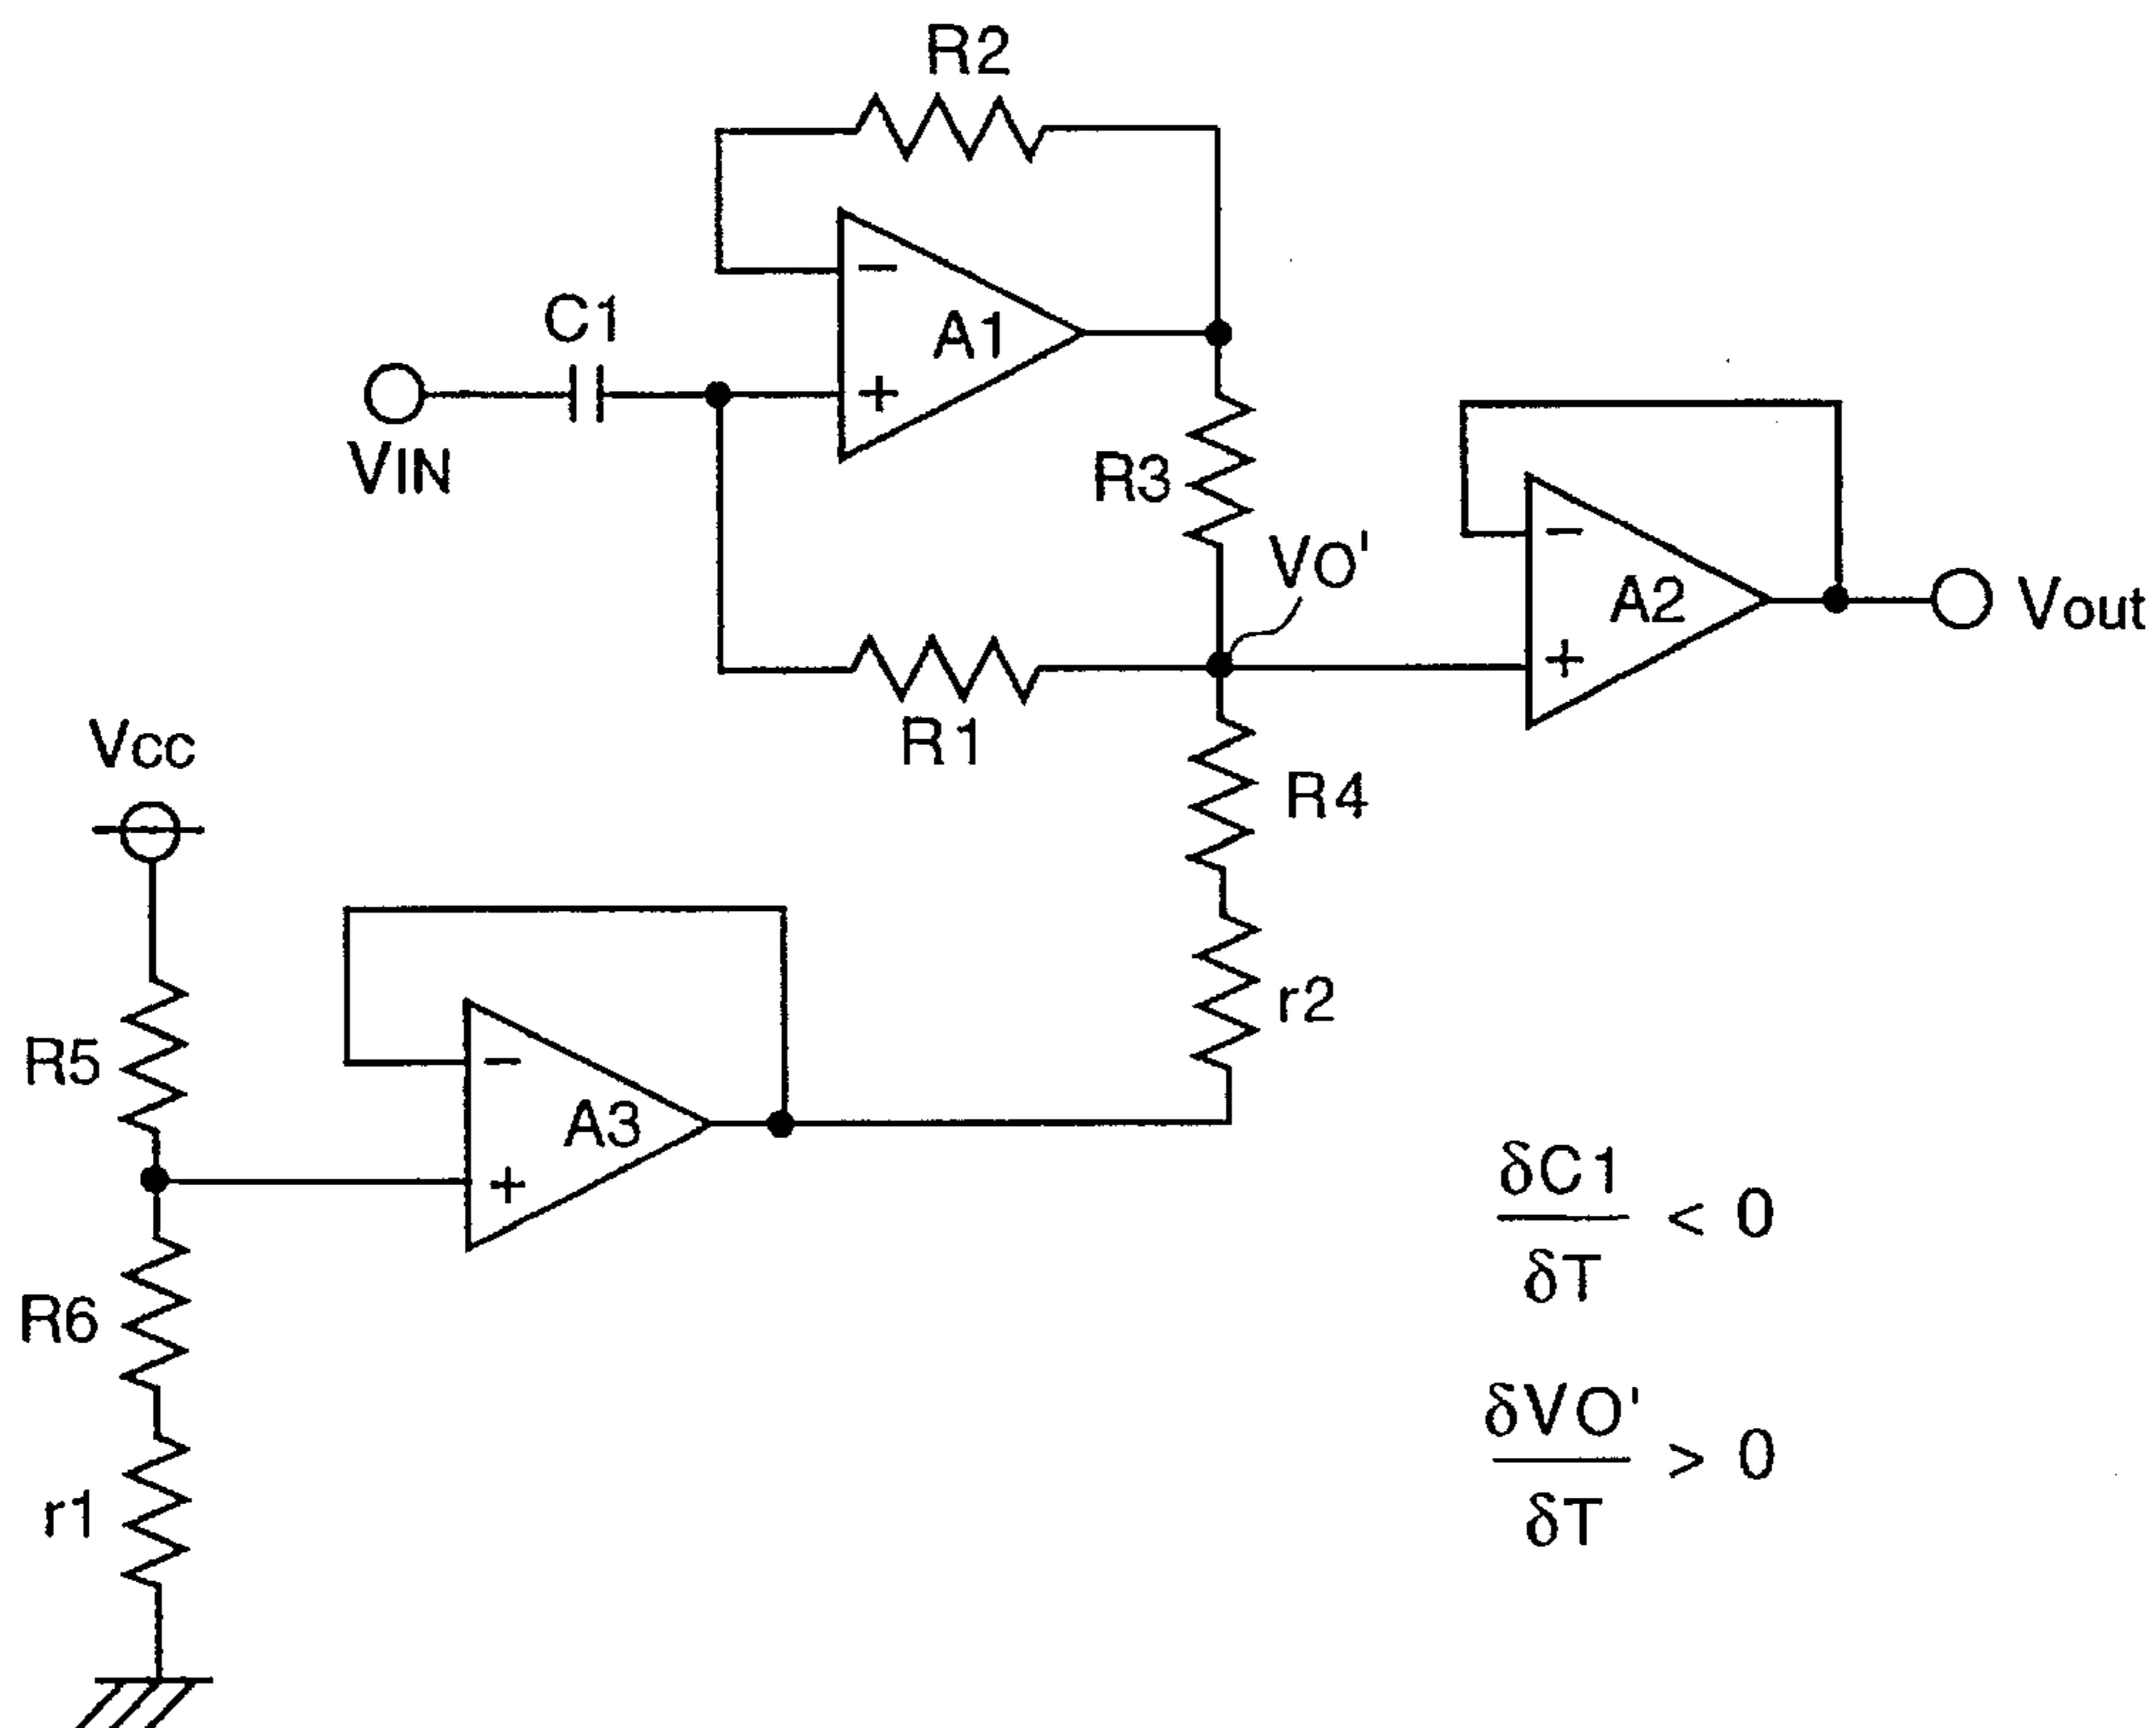 R2
C1
−
A1
+
VIN
R3
VO'
−
A2
+
Vout
R1
Vcc
R4
r2
R5
−
A3
+
R6
r1
δC1
δT
< 0
δVO'
δT
> 0